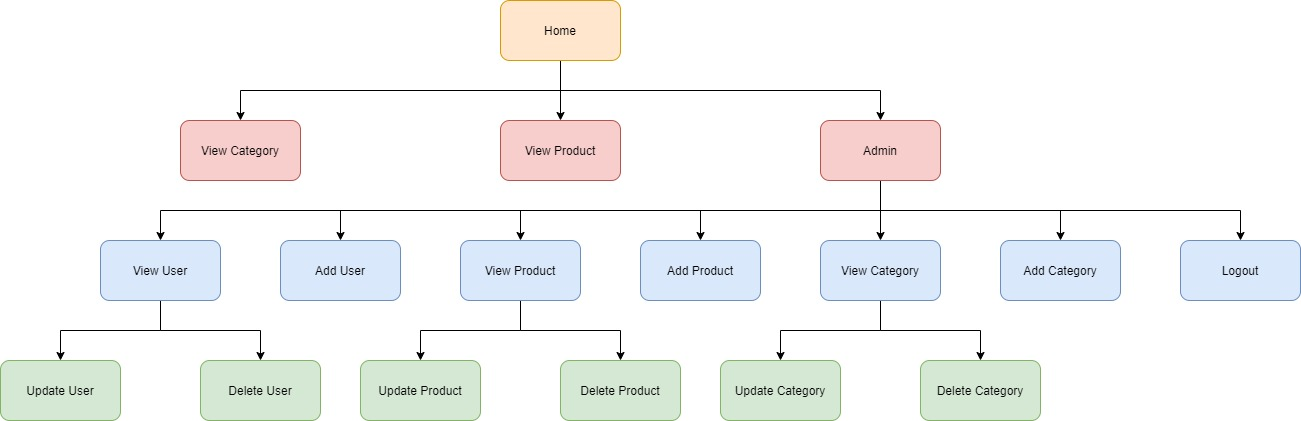 Home
View Category
View Product
Admin
View User
Add User
View Product
Add Product
View Category
Add Category
Logout
Update User
Delete User
Update Product
Delete Product
Update Category
Delete Category